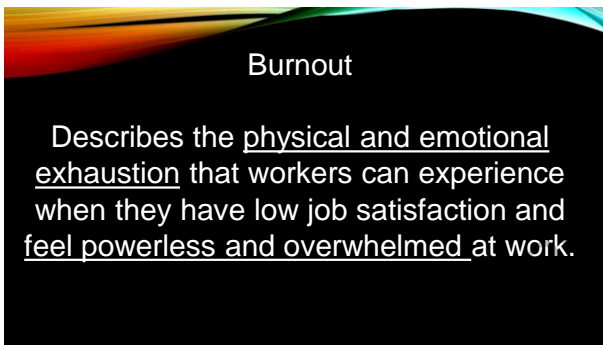 Burnout
Describes the physical and emotional
exhaustion that workers can experience
when they have low job satisfaction and
feel powerless and overwhelmed at work.